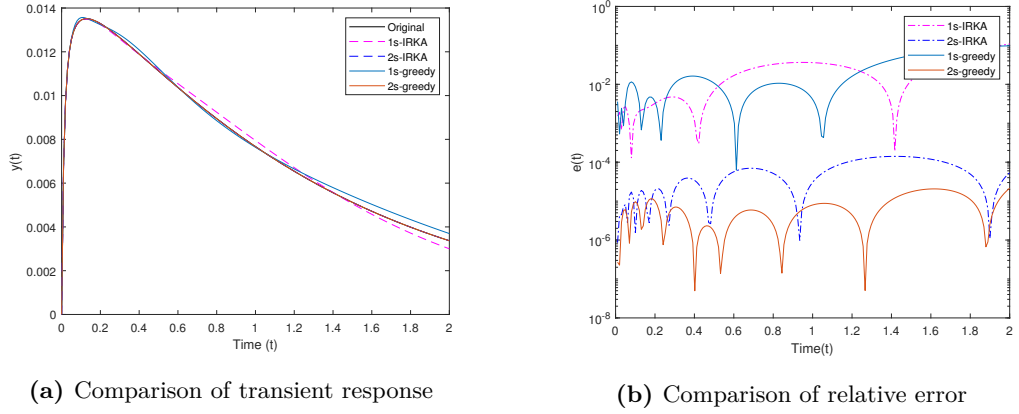 0.014
0.012
0.01
0.008
0.006
0.004
0.002
0
y(t)
0 0.2 0.4 0.6 0.8 1 1.2 1.4 1.6 1.8 2
Time (t)
Original
1s-IRKA
2s-IRKA
1s-greedy
2s-greedy
(a) Comparison of transient response
10^0
10^-2
10^-4
10^-6
10^-8
e(t)
0 0.2 0.4 0.6 0.8 1 1.2 1.4 1.6 1.8 2
Time(t)
1s-IRKA
2s-IRKA
1s-greedy
2s-greedy
(b) Comparison of relative error